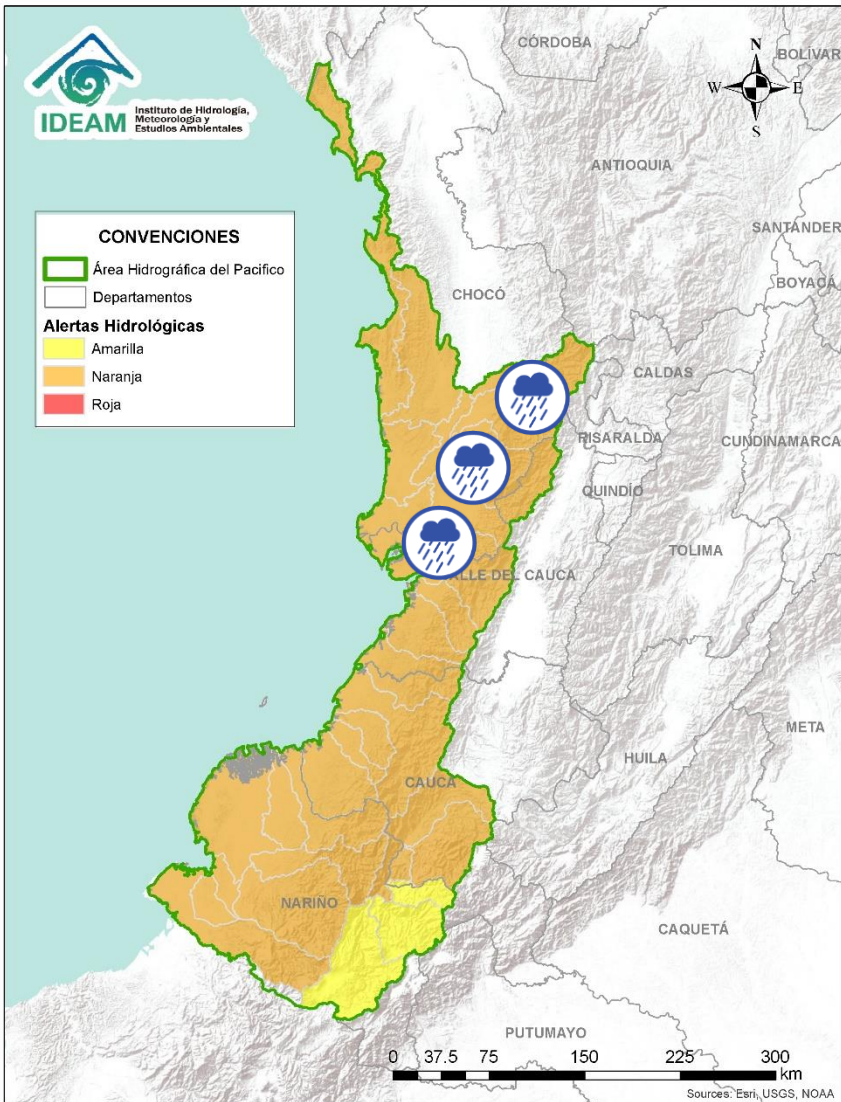 IDEAM
Instituto de Hidrología,
Meteorología y
Estudios Ambientales
CÓRDOBA
BOLÍVAR
N
W
E
S
ANTIOQUIA
SANTANDER
BOYACÁ
CONVENCIONES
Área Hidrográfica del Pacifico
Departamentos
Alertas Hidrológicas
Amarilla
Naranja
Roja
CHOCÓ
CALDAS
RISARALDA
CUNDINAMARCA
QUINDÍO
TOLIMA
ALLE DEL CAUCA
META
HUILA
CAUCA
NARIÑO
CAQUETÁ
PUTUMAYO
0 37.5 75 150 225 300
km
Sources: Esri, USGS, NOAA